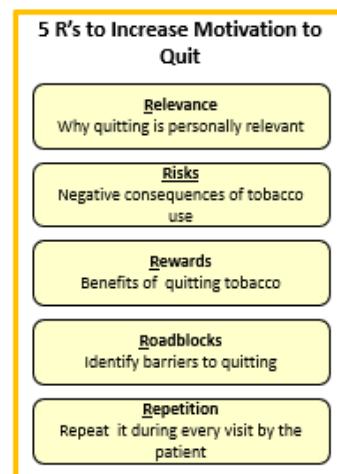 5 R's to Increase Motivation to
Quit
Relevance
Why quitting is personally relevant
Risks
Negative consequences of tobacco
use
Rewards
Benefits of quitting tobacco
Roadblocks
Identify barriers to quitting
Repetition
Repeat it during every visit by the
patient